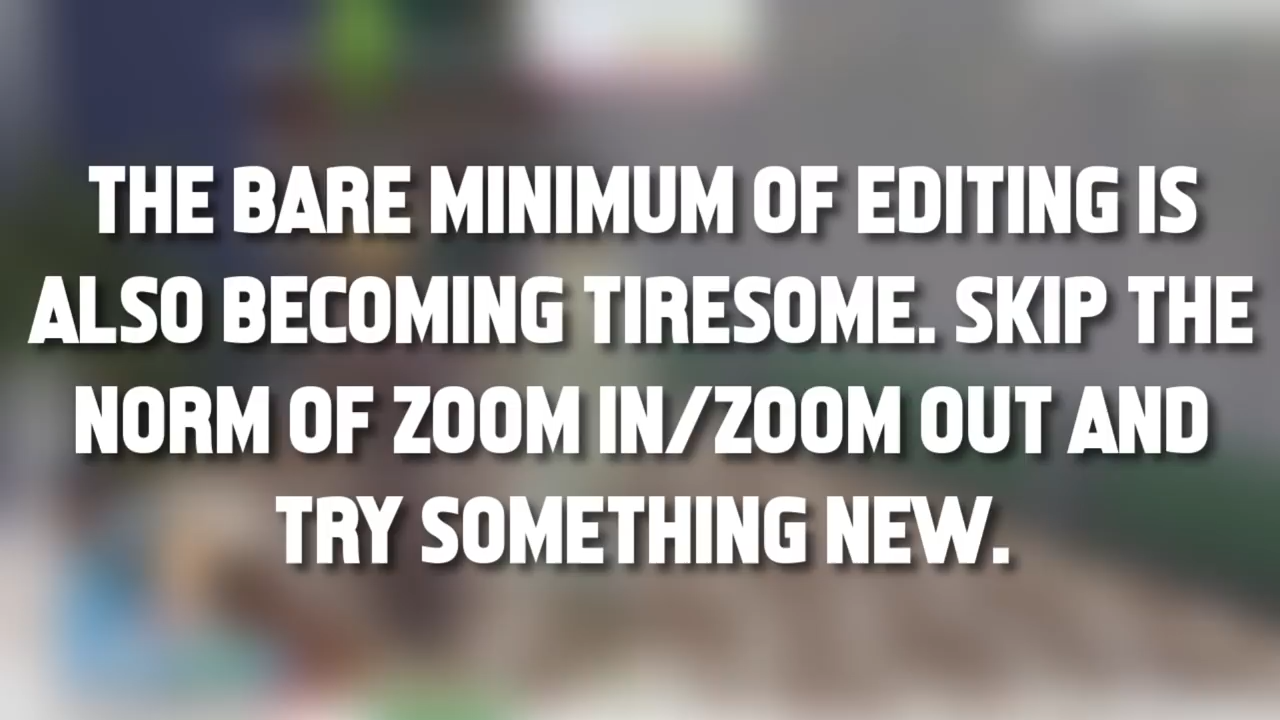 THE BARE MINIMUM OF EDITING IS
ALSO BECOMING TIRESOME. SKIP THE
NORM OF ZOOM IN/ZOOM OUT AND
TRY SOMETHING NEW.